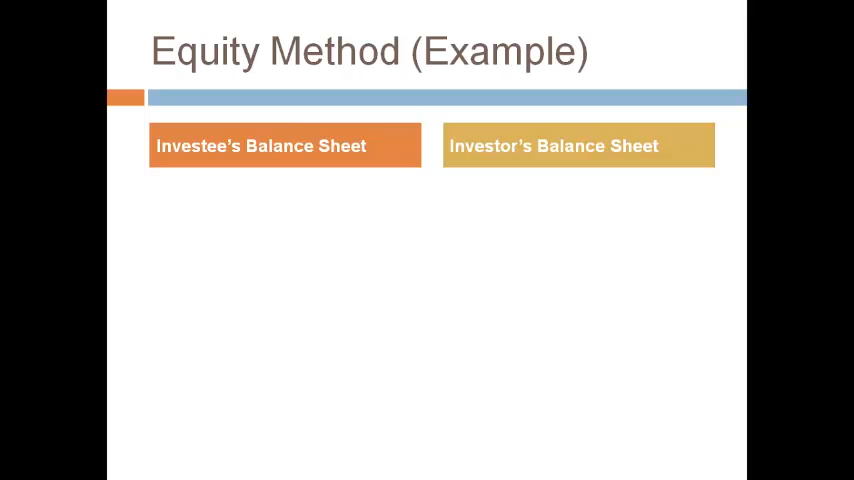 Equity Method (Example)
Investee’s Balance Sheet
Investor’s Balance Sheet